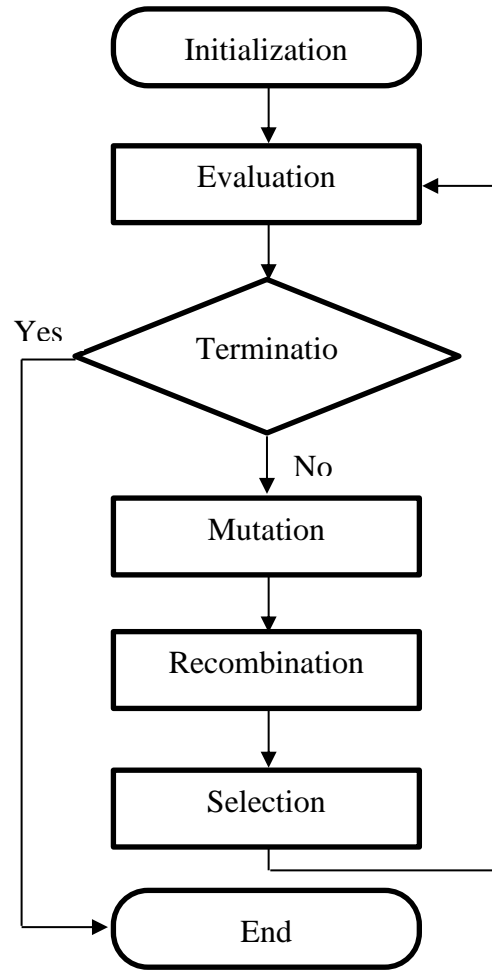 Initialization
Evaluation
Yes
Terminatio
No
Mutation
Recombination
Selection
End